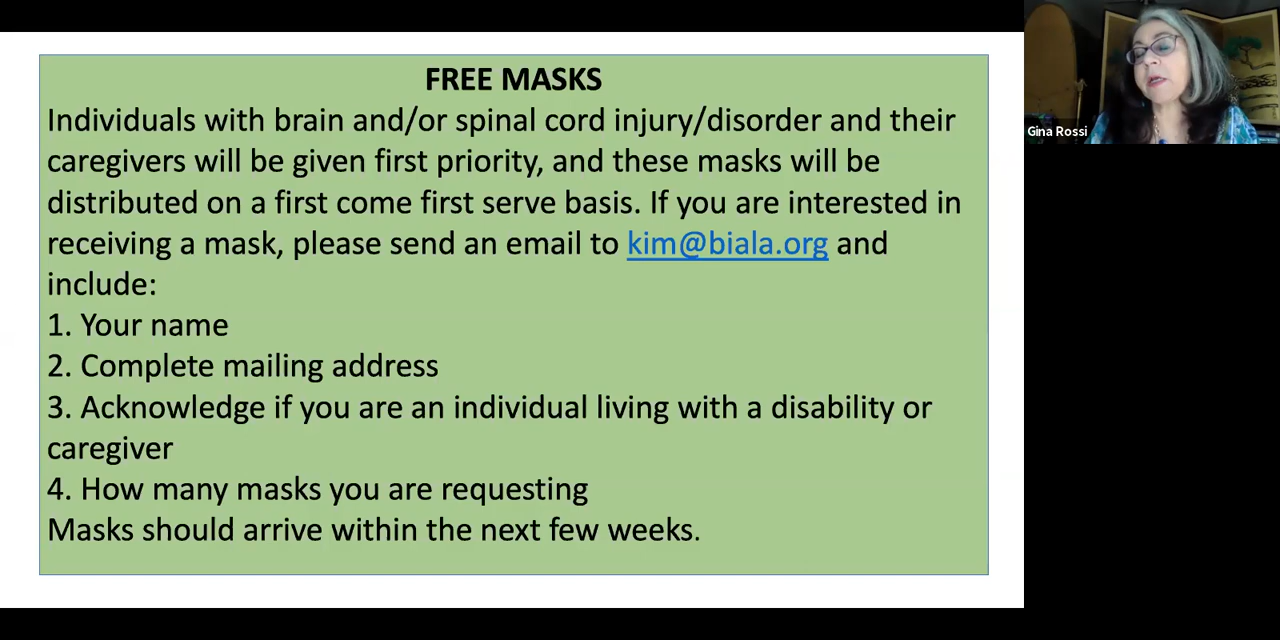 FREE MASKS
Individuals with brain and/or spinal cord injury/disorder and their
caregivers will be given first priority, and these masks will be
distributed on a first come first serve basis. If you are interested in
receiving a mask, please send an email to kim@biala.org and
include:
1. Your name
2. Complete mailing address
3. Acknowledge if you are an individual living with a disability or
caregiver
4. How many masks you are requesting
Masks should arrive within the next few weeks.
Gina Rossi